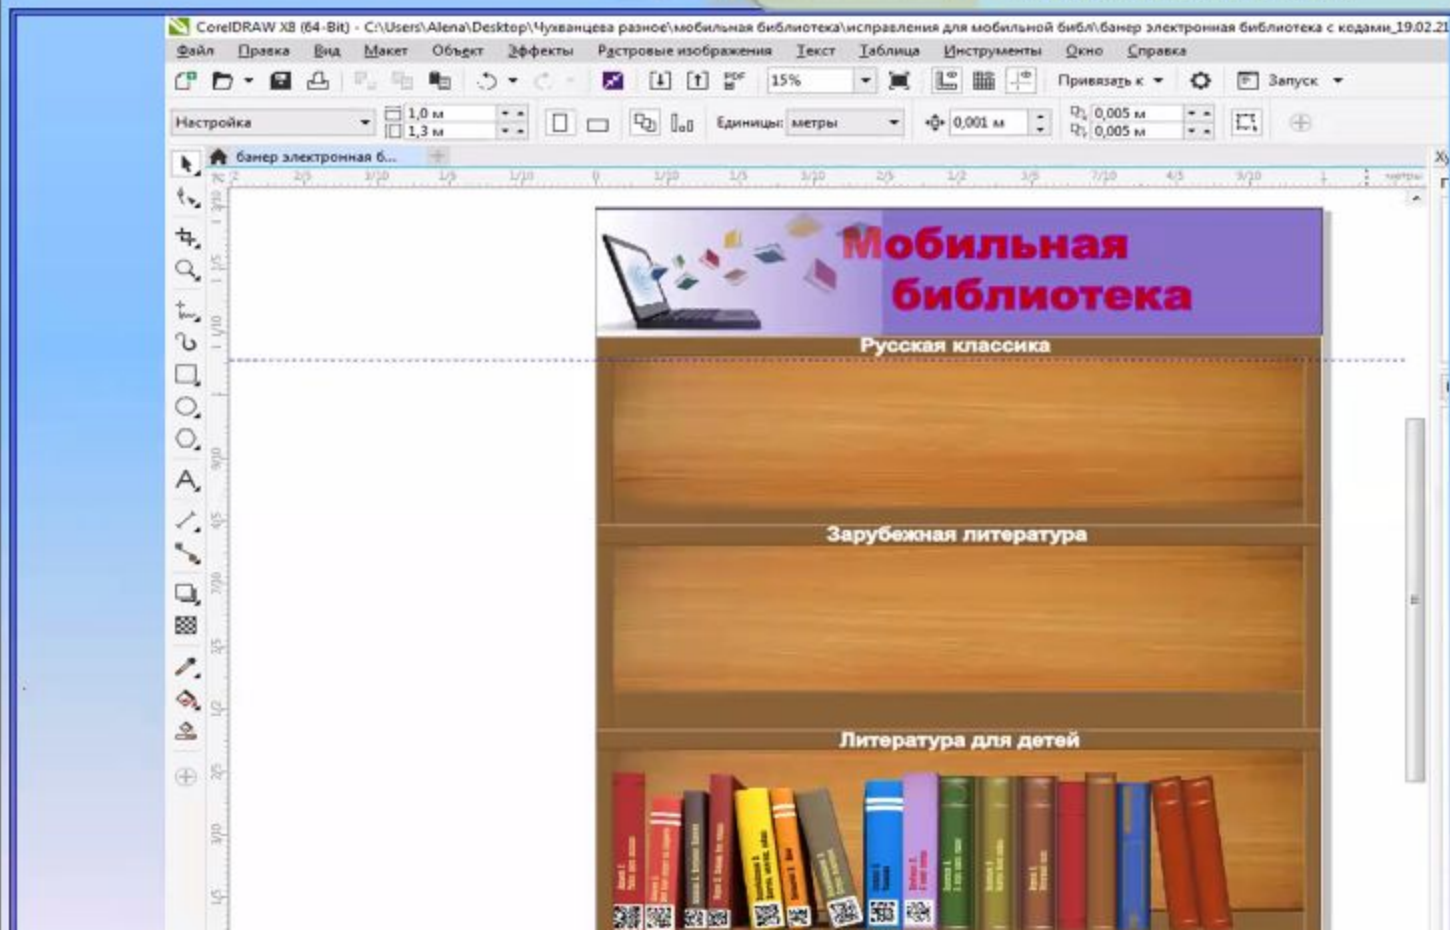 CorelDRAW X8 (64-Bit) - C:\Users\Alena\Desktop\Чухванцева разное\мобильная библиотека\исправления для мобильной библ\банер электронная библиотека с кодами_19.02.21
Файл Правка Вид Макет Объект Эффекты Растровые изображения Текст Таблица Инструменты Окно Справка
PDF 15% Привязать к Запуск
Настройка 1,0 м 1,3 м Единицы: метры 0,001 м 0,005 м 0,005 м
банер электронная б...
Мобильная
библиотека
Русская классика
Зарубежная литература
Литература для детей